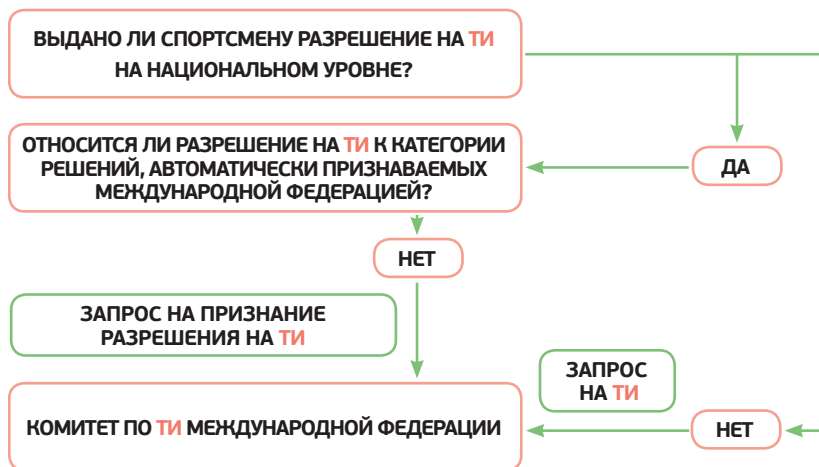 ВЫДАНО ЛИ СПОРТСМЕНУ РАЗРЕШЕНИЕ НА ТИ
НА НАЦИОНАЛЬНОМ УРОВНЕ?
ОТНОСИТСЯ ЛИ РАЗРЕШЕНИЕ НА ТИ К КАТЕГОРИИ
РЕШЕНИЙ, АВТОМАТИЧЕСКИ ПРИЗНАВАЕМЫХ
МЕЖДУНАРОДНОЙ ФЕДЕРАЦИЕЙ?
ДА
НЕТ
ЗАПРОС НА ПРИЗНАНИЕ
РАЗРЕШЕНИЯ НА ТИ
ЗАПРОС
НА ТИ
КОМИТЕТ ПО ТИ МЕЖДУНАРОДНОЙ ФЕДЕРАЦИИ
НЕТ